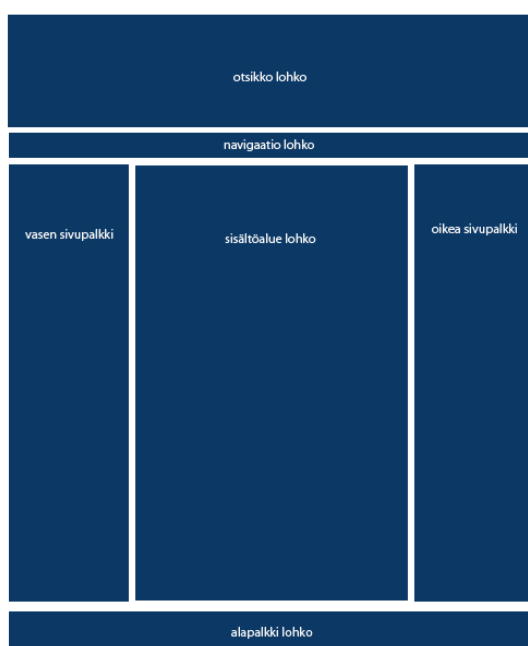 otsikko lohko
navigaatio lohko
vasen sivupalkki
sisältöalue lohko
oikea sivupalkki
alapalkki lohko